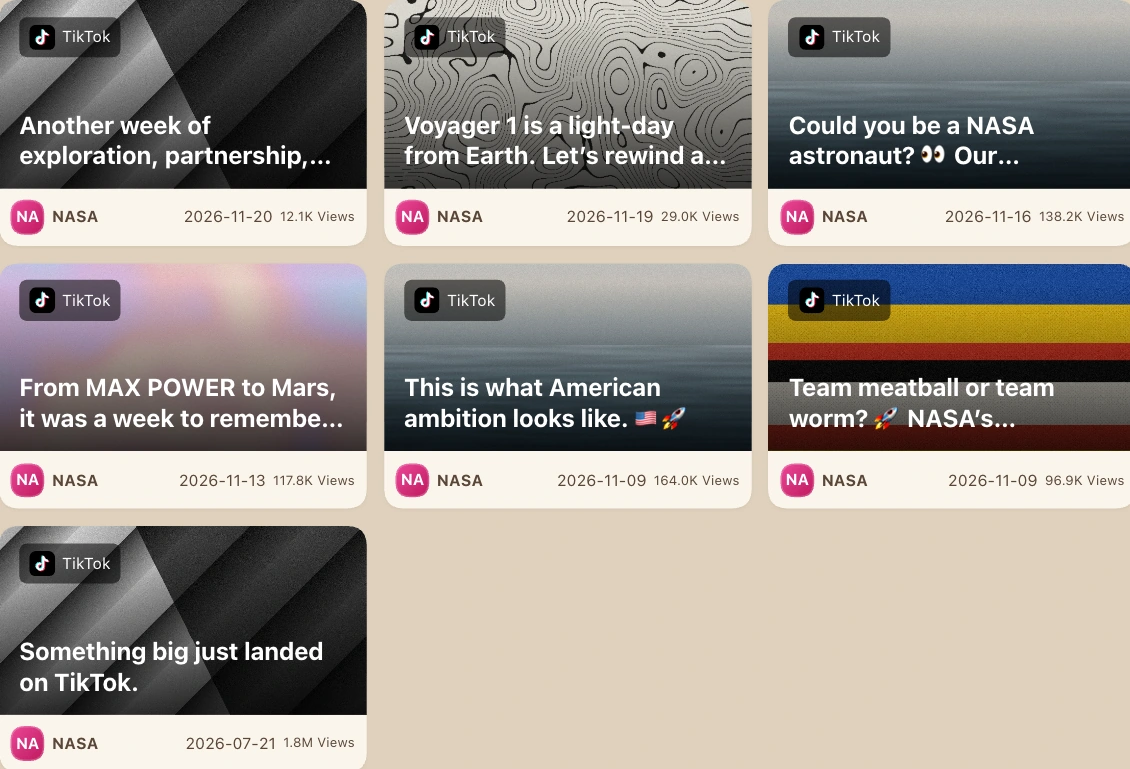 TikTok
Another week of
exploration, partnership,...
NA NASA 2026-11-20 12.1K Views
TikTok
Voyager 1 is a light-day
from Earth. Let’s rewind a...
NA NASA 2026-11-19 29.0K Views
TikTok
Could you be a NASA
astronaut? 👀 Our...
NA NASA 2026-11-16 138.2K Views
TikTok
From MAX POWER to Mars,
it was a week to remembe...
NA NASA 2026-11-13 117.8K Views
TikTok
This is what American
ambition looks like. 🇺🇸🚀
NA NASA 2026-11-09 164.0K Views
TikTok
Team meatball or team
worm? 🚀 NASA’s...
NA NASA 2026-11-09 96.9K Views
TikTok
Something big just landed
on TikTok.
NA NASA 2026-07-21 1.8M Views